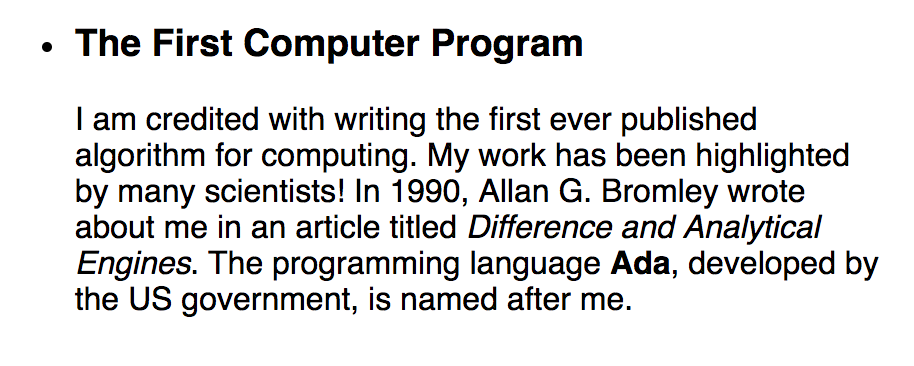 The First Computer Program
I am credited with writing the first ever published
algorithm for computing. My work has been highlighted
by many scientists! In 1990, Allan G. Bromley wrote
about me in an article titled Difference and Analytical
Engines. The programming language Ada, developed by
the US government, is named after me.